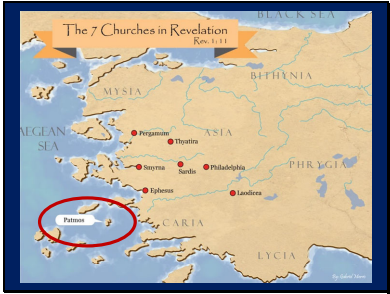 The 7 Churches in Revelation
Rev. 1:11
BLACK SEA
BITHYNIA
MYSIA
AEGEAN
SEA
Pergamum
ASIA
Thyatira
Smyrna
Sardis
Philadelphia
PHRYGIA
Ephesus
Laodicea
Patmos
CARIA
LYCIA